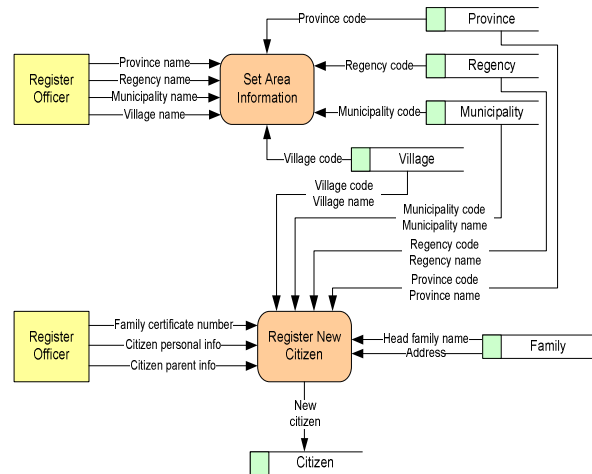 Province code
Province
Province name
Regency name
Municipality name
Village name
Register
Officer
Set Area
Information
Regency code
Regency
Municipality code
Municipality
Village code
Village
Village code
Village name
Municipality code
Municipality name
Regency code
Regency name
Province code
Province name
Register
Officer
Family certificate number
Citizen personal info
Citizen parent info
Register New
Citizen
Head family name
Address
Family
New
citizen
Citizen